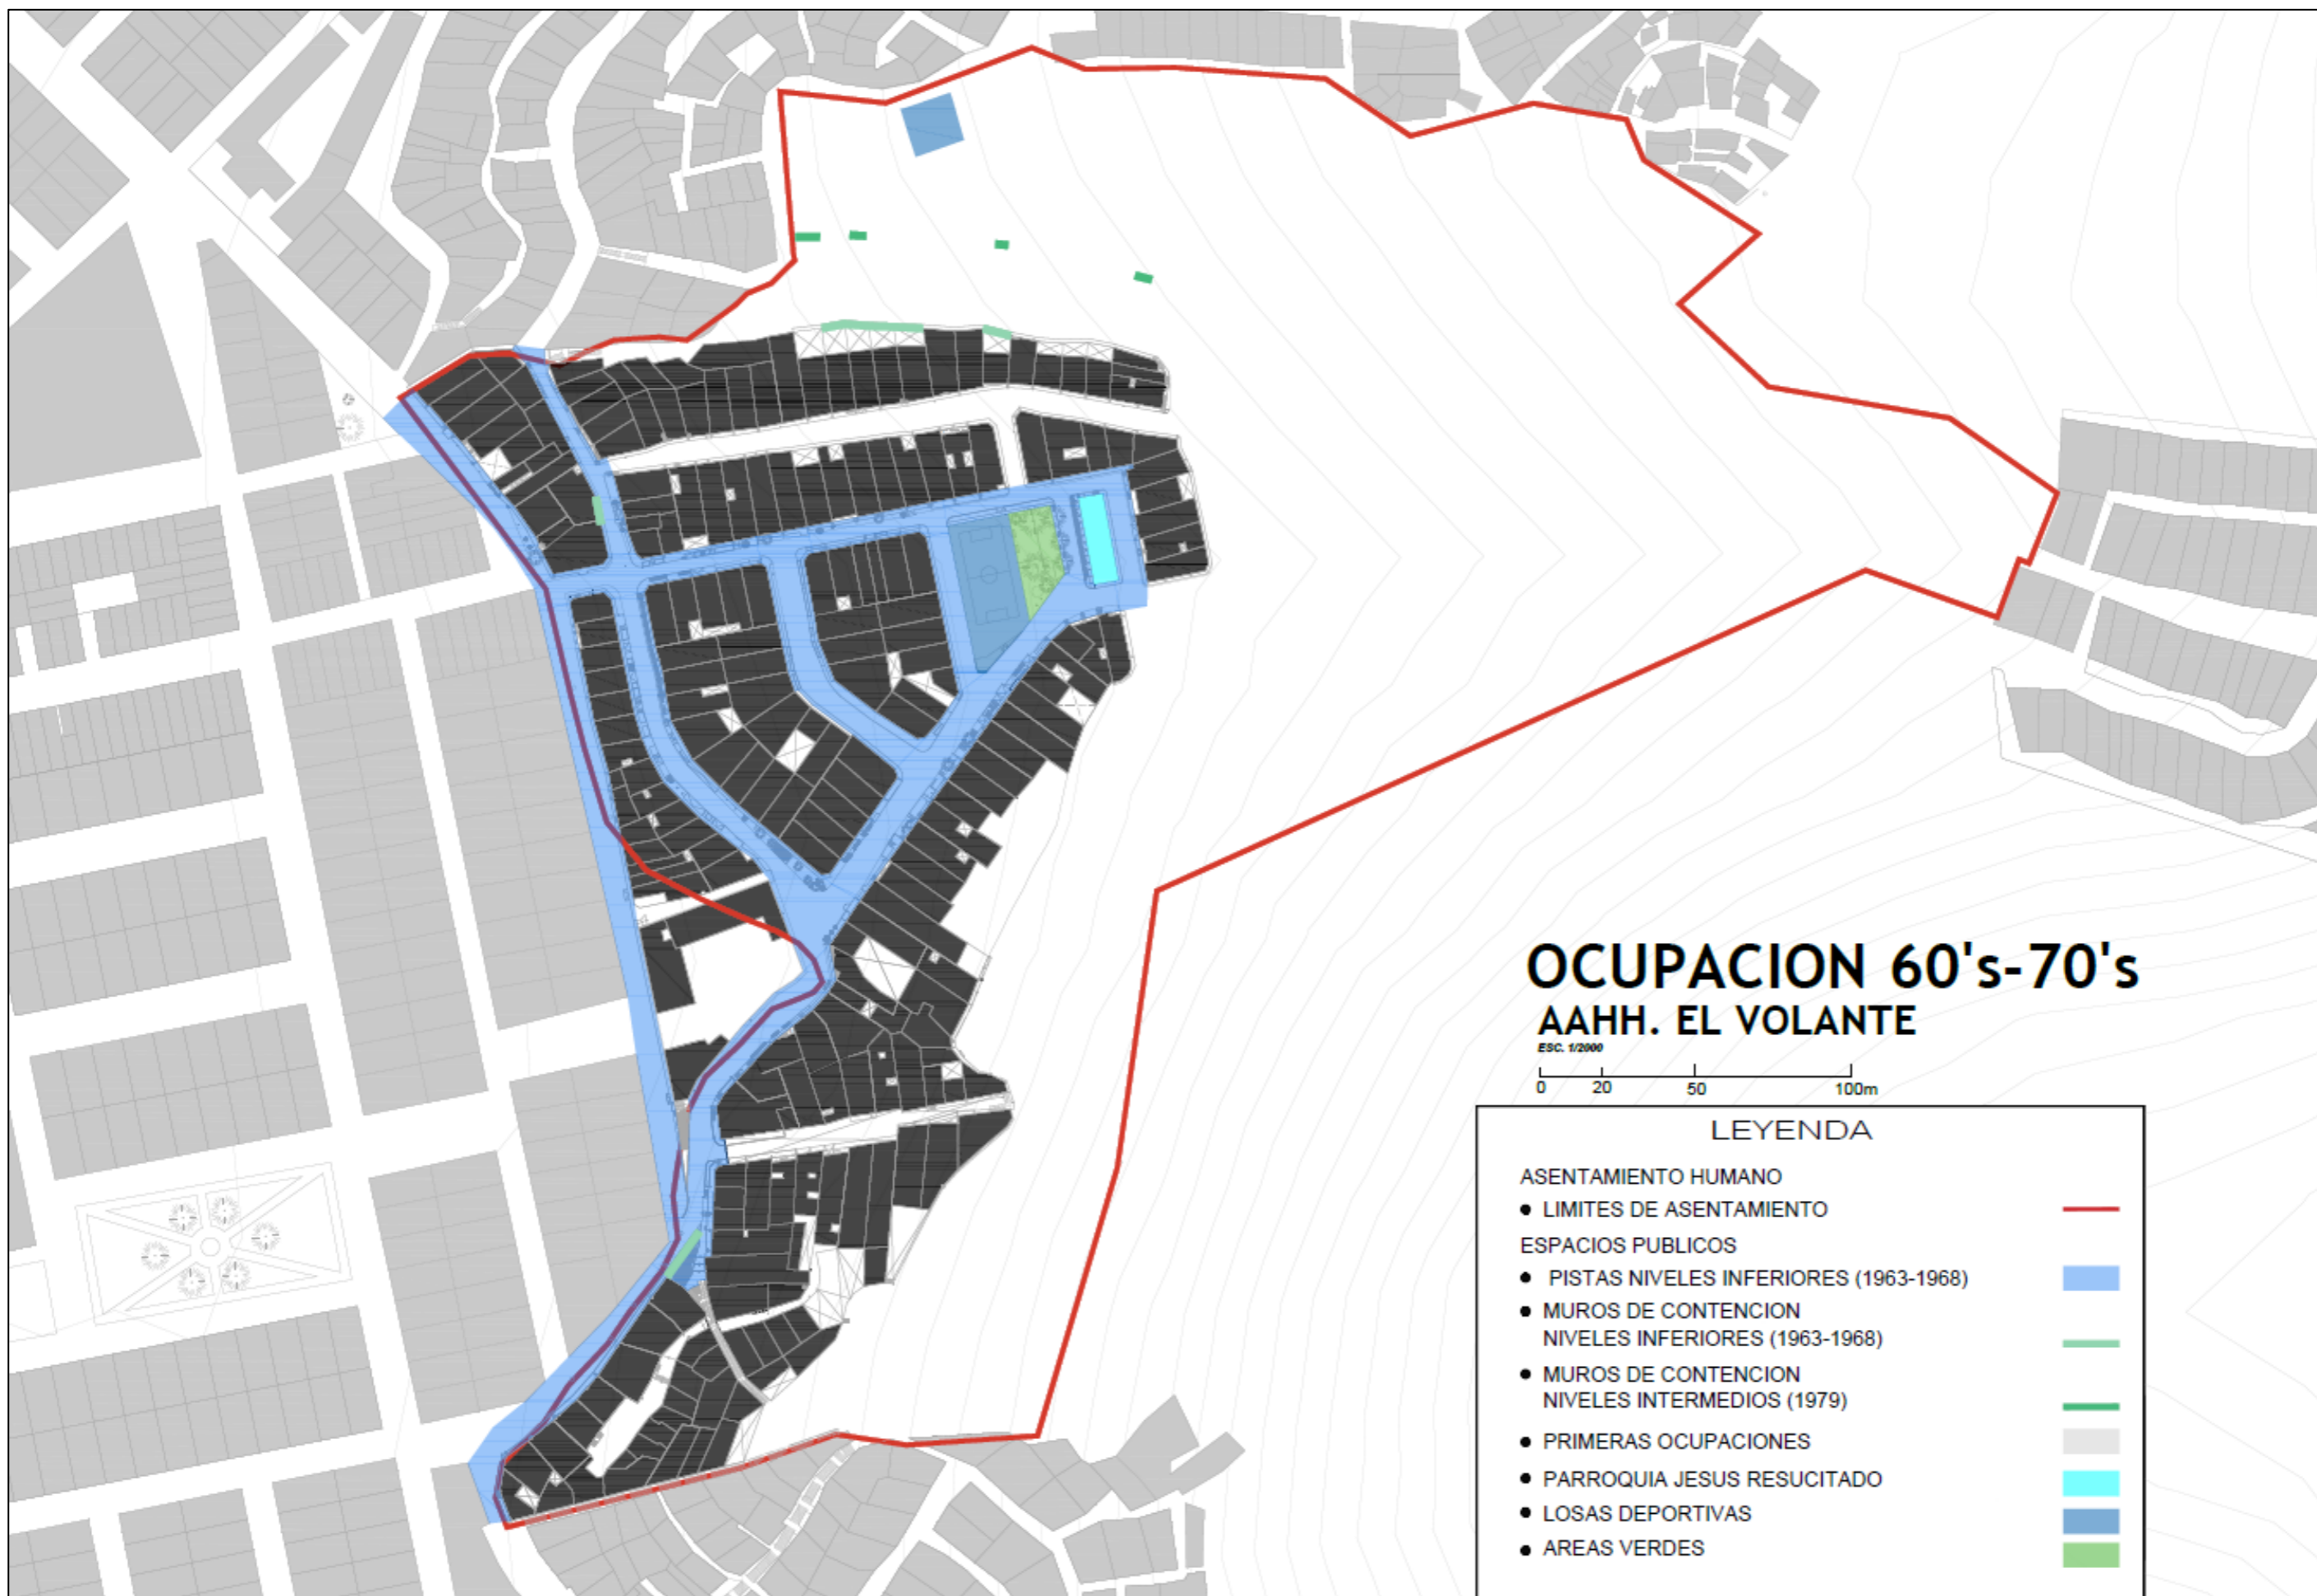 OCUPACION 60's-70's
AAHH. EL VOLANTE
ESC. 1/2000
0 20 50 100m
LEYENDA
ASENTAMIENTO HUMANO
• LIMITES DE ASENTAMIENTO
ESPACIOS PUBLICOS
• PISTAS NIVELES INFERIORES (1963-1968)
• MUROS DE CONTENCION
NIVELES INFERIORES (1963-1968)
• MUROS DE CONTENCION
NIVELES INTERMEDIOS (1979)
• PRIMERAS OCUPACIONES
• PARROQUIA JESUS RESUCITADO
• LOSAS DEPORTIVAS
• AREAS VERDES